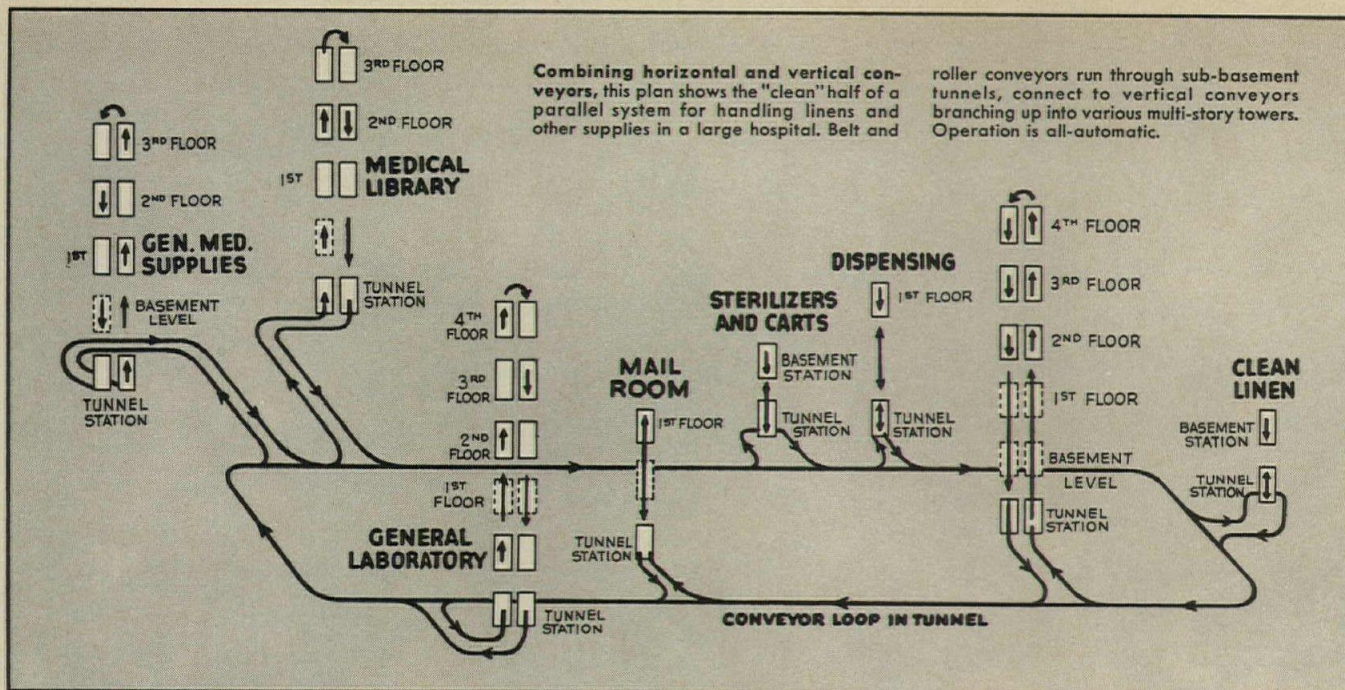 Combining horizontal and vertical con-
veyors, this plan shows the "clean" half of a
parallel system for handling linens and
other supplies in a large hospital. Belt and
roller conveyors run through sub-basement
tunnels, connect to vertical conveyors
branching up into various multi-story towers.
Operation is all-automatic.
3RD FLOOR
2ND FLOOR
1ST
GEN. MED.
SUPPLIES
BASEMENT
LEVEL
TUNNEL
STATION
3RD FLOOR
2ND FLOOR
1ST
MEDICAL
LIBRARY
TUNNEL
STATION
4TH
FLOOR
3RD
FLOOR
2ND
FLOOR
1ST
FLOOR
GENERAL
LABORATORY
TUNNEL
STATION
MAIL
ROOM
1ST FLOOR
TUNNEL
STATION
STERILIZERS
AND CARTS
BASEMENT
STATION
TUNNEL
STATION
DISPENSING
1ST FLOOR
TUNNEL
STATION
4TH FLOOR
3RD FLOOR
2ND FLOOR
1ST FLOOR
BASEMENT
LEVEL
TUNNEL
STATION
CLEAN
LINEN
BASEMENT
STATION
TUNNEL
STATION
CONVEYOR LOOP IN TUNNEL